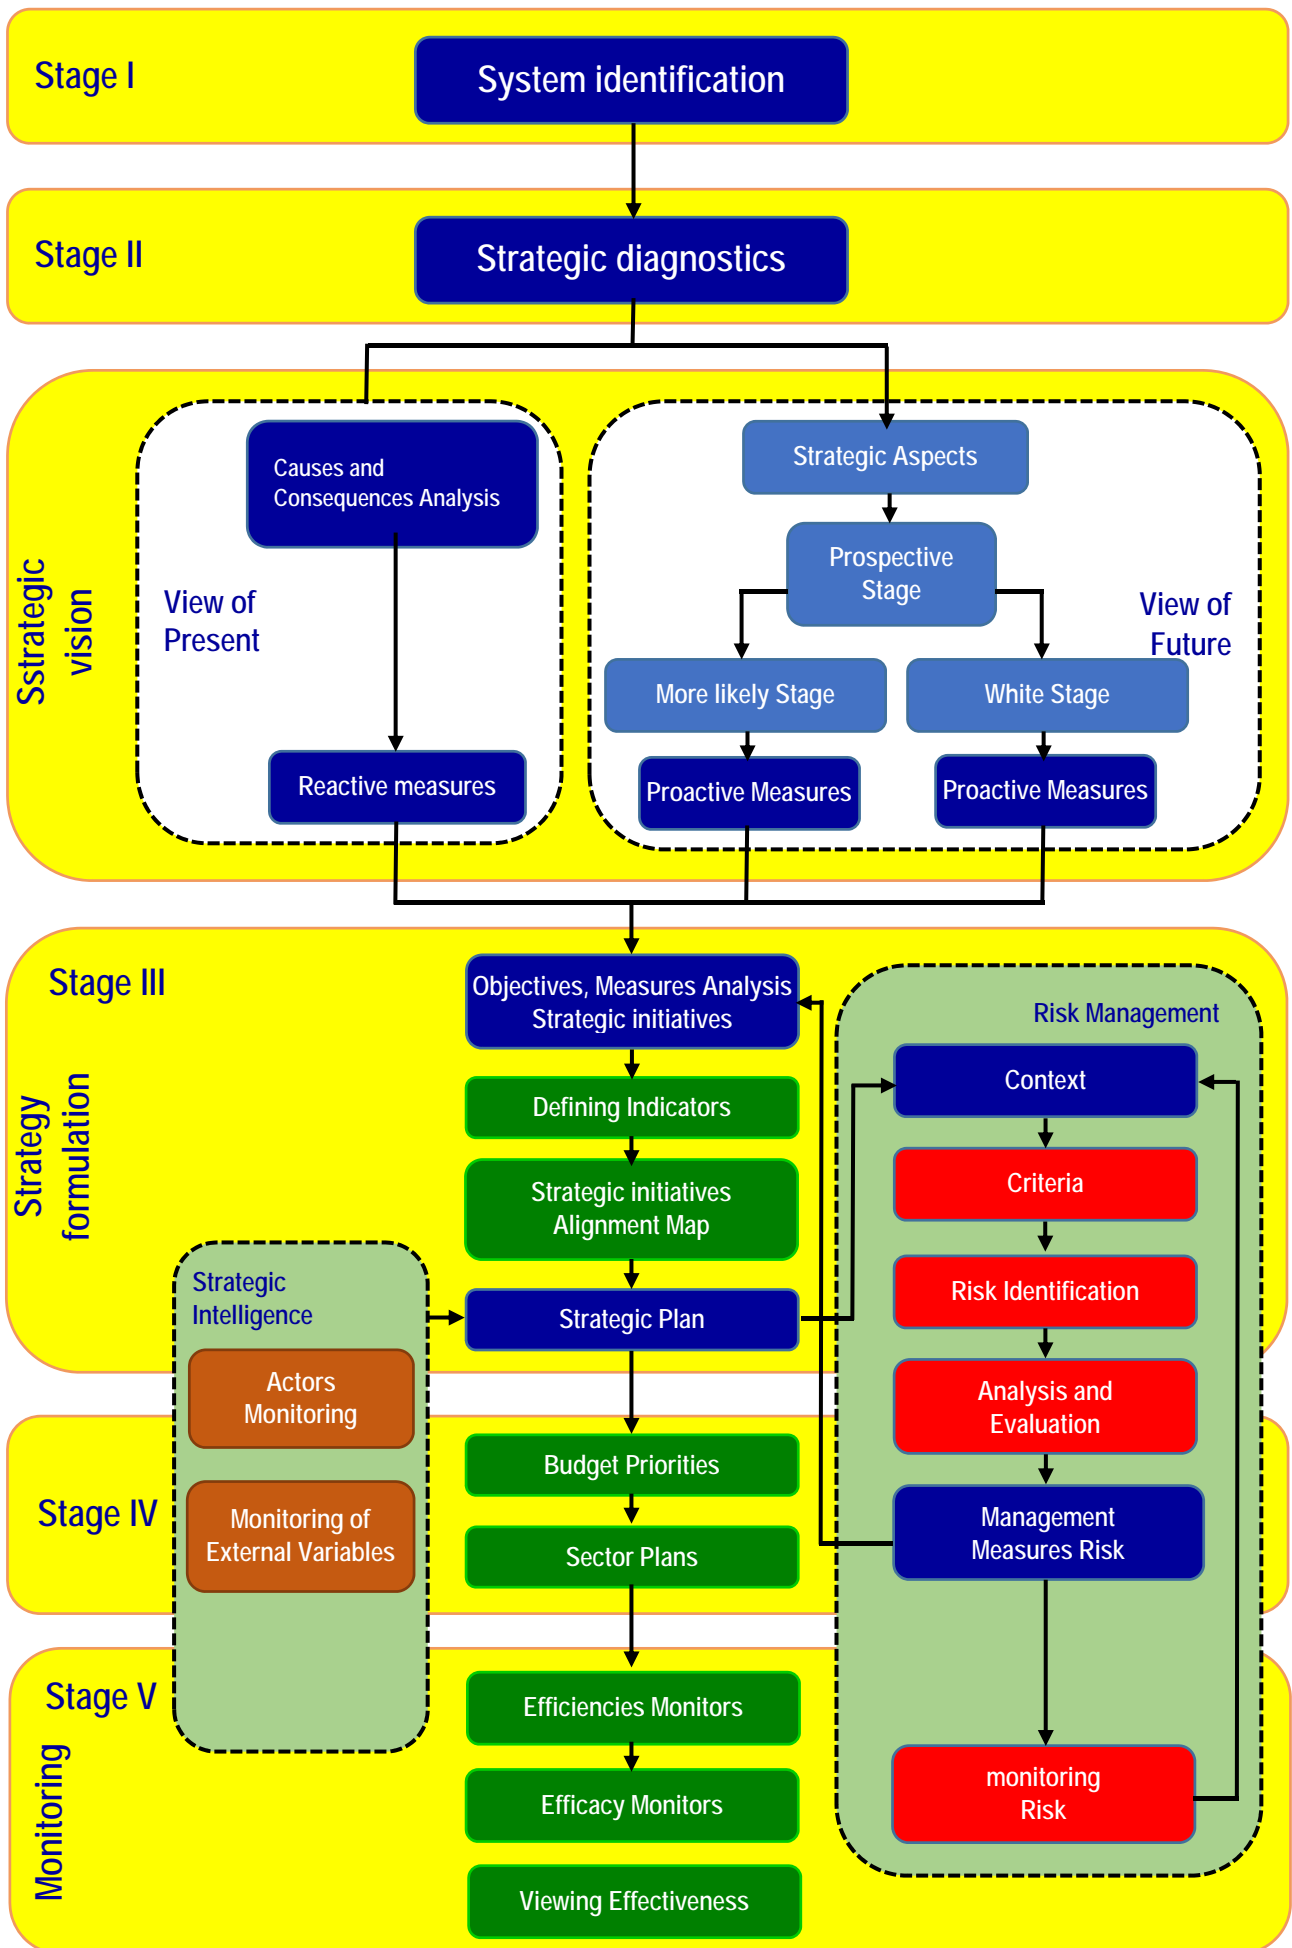 Stage I
System identification
Stage II
Strategic diagnostics
Sstrategic
vision
Causes and
Consequences Analysis
View of
Present
Reactive measures
Strategic Aspects
Prospective
Stage
View of
Future
More likely Stage
White Stage
Proactive Measures
Proactive Measures
Stage III
Strategy
formulation
Objectives, Measures Analysis
Strategic initiatives
Defining Indicators
Strategic initiatives
Alignment Map
Strategic Plan
Strategic
Intelligence
Actors
Monitoring
Monitoring of
External Variables
Risk Management
Context
Criteria
Risk Identification
Analysis and
Evaluation
Management
Measures Risk
monitoring
Risk
Stage IV
Budget Priorities
Sector Plans
Stage V
Monitoring
Efficiencies Monitors
Efficacy Monitors
Viewing Effectiveness